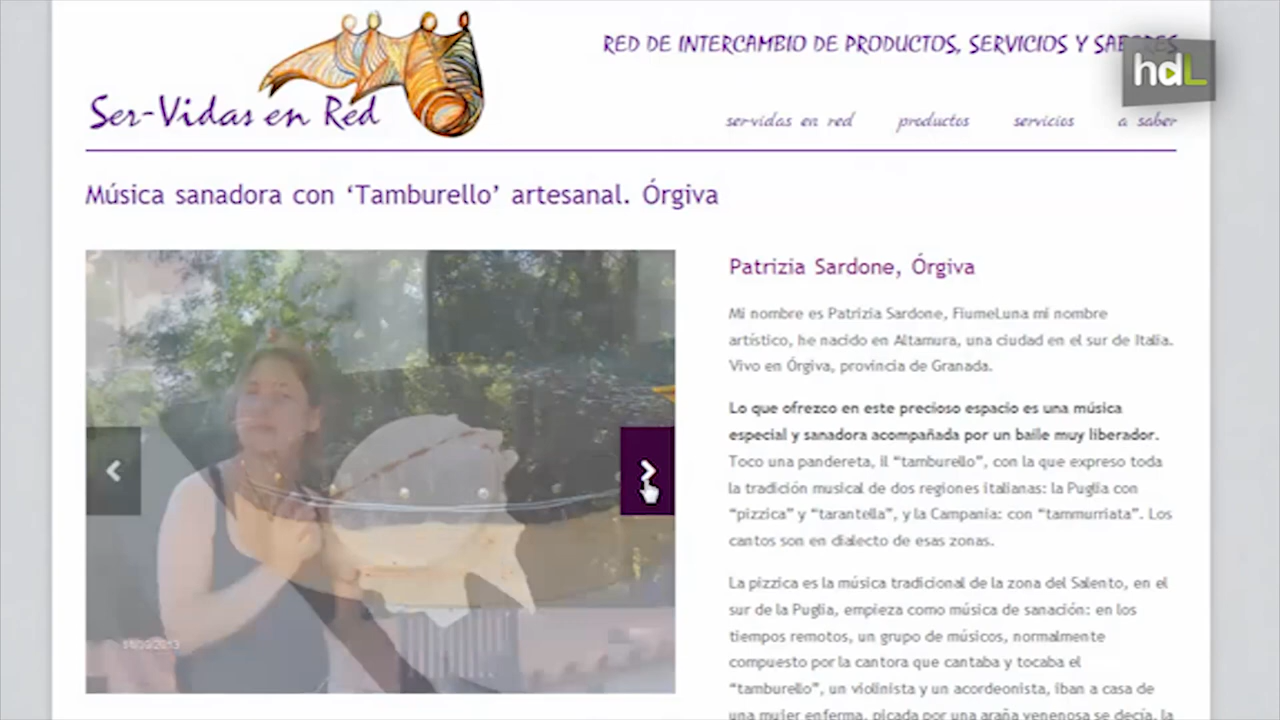 RED DE INTERCAMBIO DE PRODUCTOS, SERVICIOS Y SABERES
hdL
Ser-Vidas en Red
servidas en red productos servicios a saber
Música sanadora con ‘Tamburello’ artesanal. Órgiva
Patrizia Sardone, Órgiva
Mi nombre es Patrizia Sardone, FiumeLuna mi nombre
artístico, he nacido en Altamura, una ciudad en el sur de Italia.
Vivo en Órgiva, provincia de Granada.
Lo que ofrezco en este precioso espacio es una música
especial y sanadora acompañada por un baile muy liberador.
Toco una pandereta, il “tamburello”, con la que expreso toda
la tradición musical de dos regiones italianas: la Puglia con
“pizzica” y “tarantella”, y la Campania: con “tammurriata”. Los
cantos son en dialecto de esas zonas.
La pizzica es la música tradicional de la zona del Salento, en el
sur de la Puglia, empieza como música de sanación: en los
tiempos remotos, un grupo de músicos, normalmente
compuesto por la cantora que cantaba y tocaba el
“tamburello”, un violinista y un acordeonista, iban a casa de
una mujer enferma, picada por una araña venenosa se decía, la